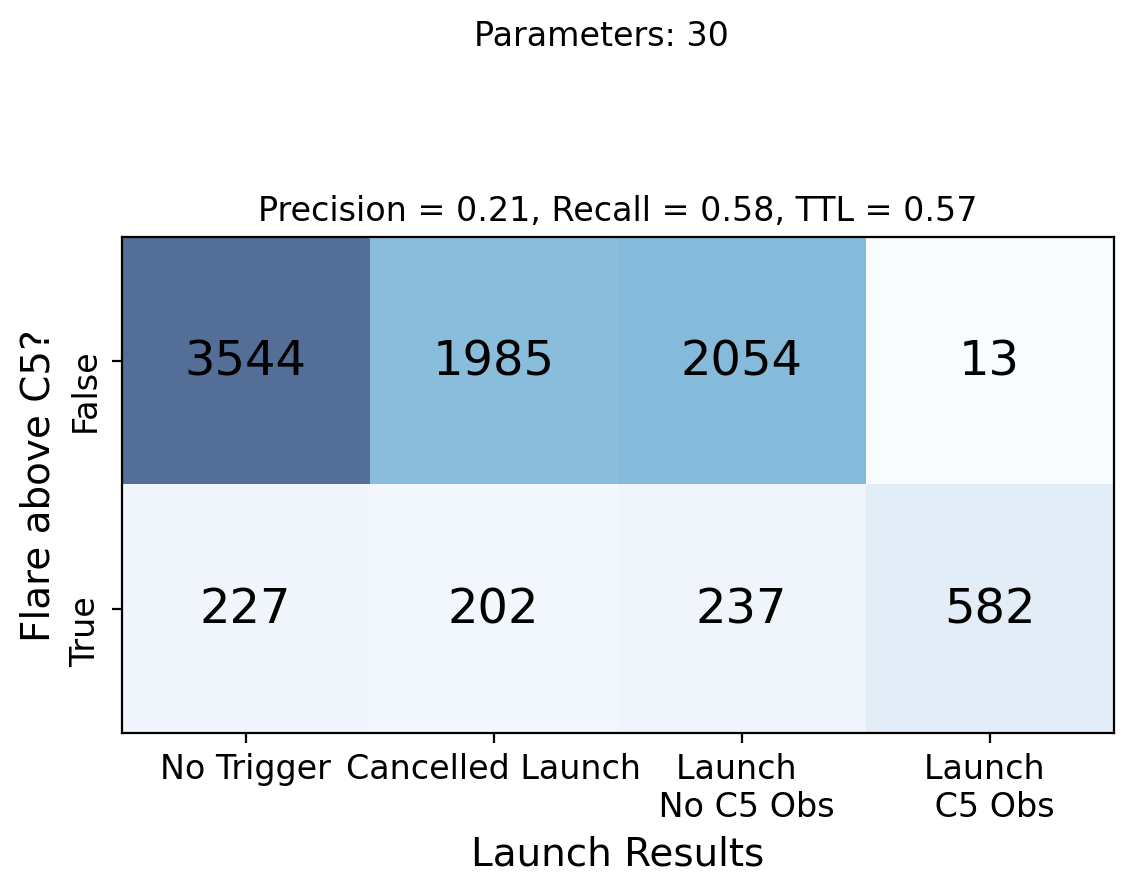 Parameters: 30
Precision = 0.21, Recall = 0.58, TTL = 0.57
Flare above C5?
False
3544 1985 2054 13
True
227 202 237 582
No Trigger Cancelled Launch Launch Launch
No C5 Obs C5 Obs
Launch Results